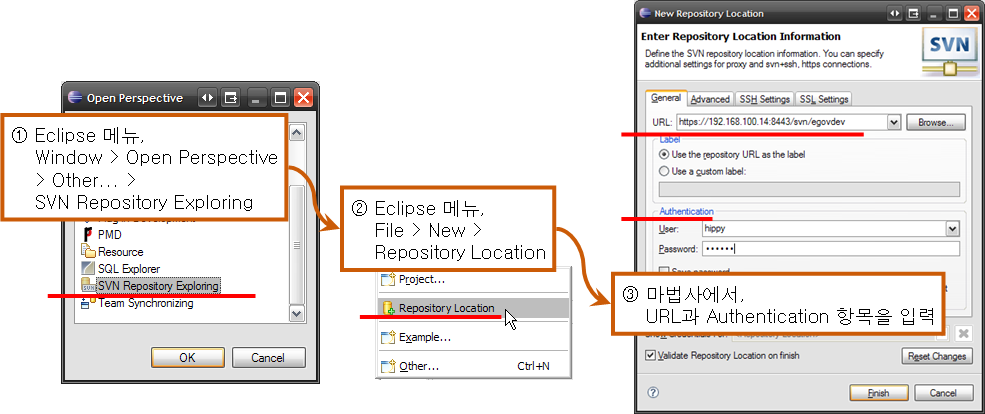 Open Perspective
① Eclipse 메뉴,
Window > Open Perspective
> Other... >
SVN Repository Exploring
PMD
Resource
SQL Explorer
SVN Repository Exploring
Team Synchronizing
OK
Cancel
② Eclipse 메뉴,
File > New >
Repository Location
Project...
Repository Location
Example...
Other... Ctrl+N
New Repository Location
Enter Repository Location Information
Define the SVN repository location information. You can specify
additional settings for proxy and svn+ssh, https connections.
SVN
General Advanced SSH Settings SSL Settings
URL: https://192.168.100.14:8443/svn/egovdev Browse...
Label
Use the repository URL as the label
Use a custom label:
Authentication
User: hippy
Password: ••••••
③ 마법사에서,
URL과 Authentication 항목을 입력
Validate Repository Location on finish Reset Changes
Finish Cancel